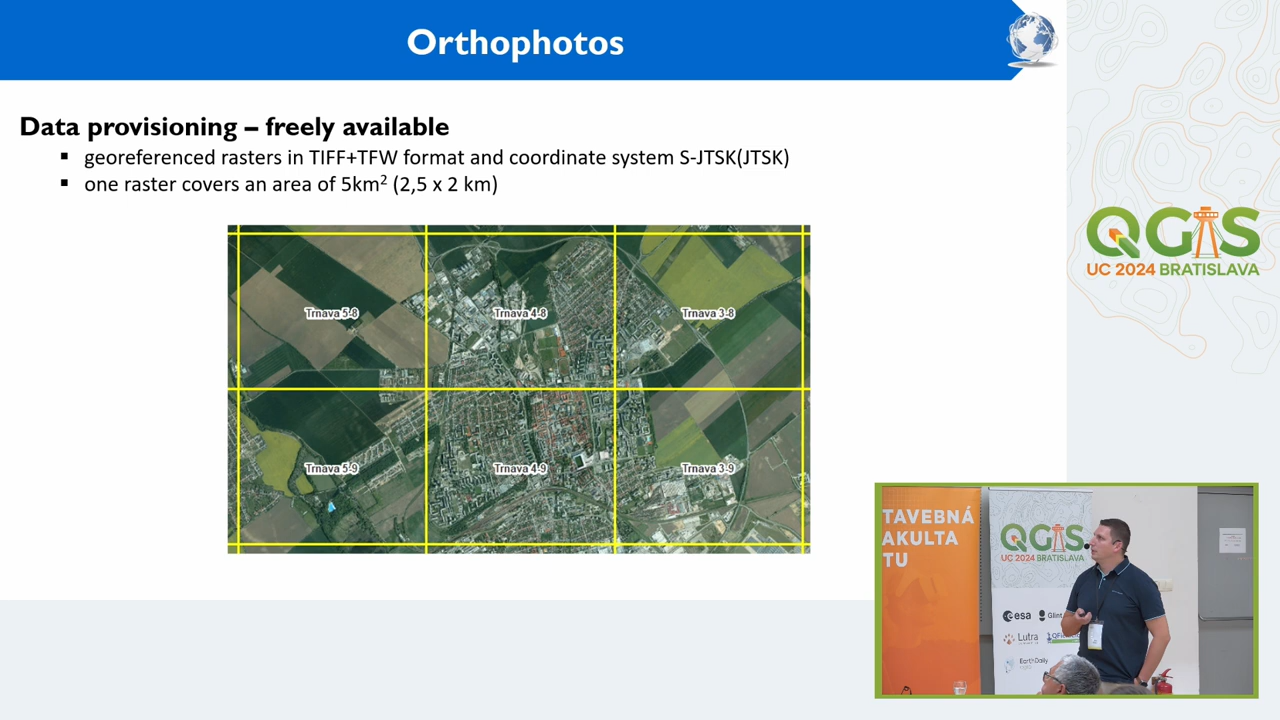 Orthophotos
Data provisioning – freely available
▪ georeferenced rasters in TIFF+TFW format and coordinate system S-JTSK(JTSK)
▪ one raster covers an area of 5km² (2,5 x 2 km)
Trnava 5-8
Trnava 4-8
Trnava 3-8
Trnava 5-9
Trnava 4-9
Trnava 3-9
QGIS
UC 2024 BRATISLAVA
TAVEBNÁ
AKULTA
TU
QGIS
UC 2024 BRATISLAVA
esa
Lutra
EarthDaily